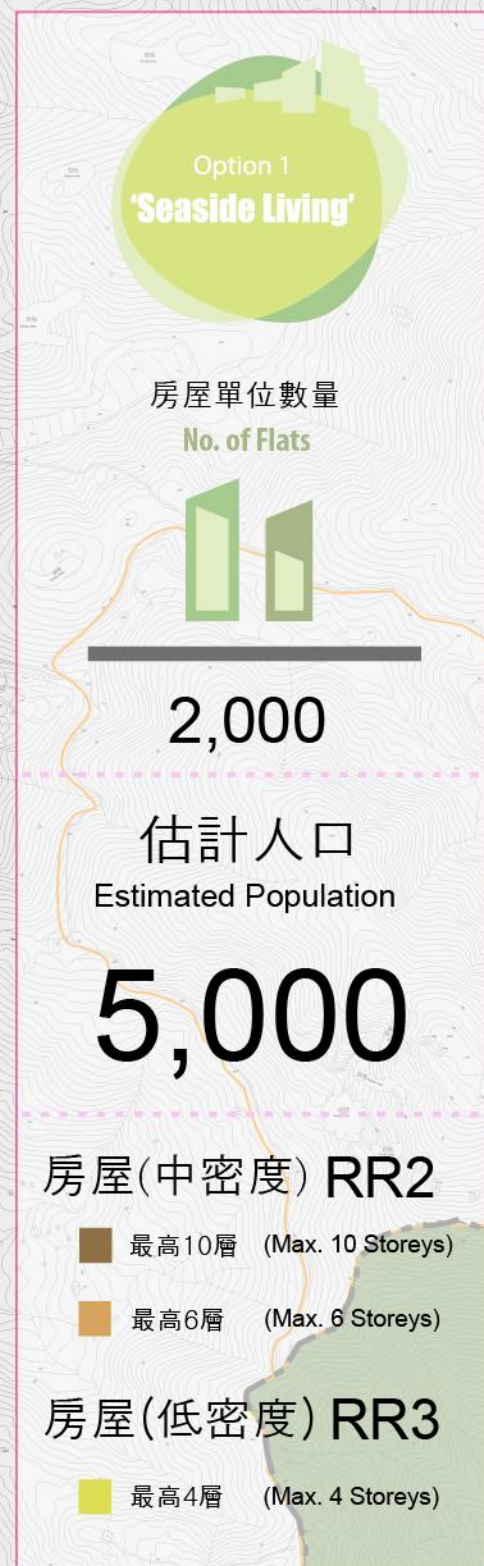 Option 1
'Seaside Living'
房屋單位數量
No. of Flats
2,000
估計人口
Estimated Population
5,000
房屋(中密度) RR2
最高10層 (Max. 10 Storeys)
最高6層 (Max. 6 Storeys)
房屋(低密度) RR3
最高4層 (Max. 4 Storeys)